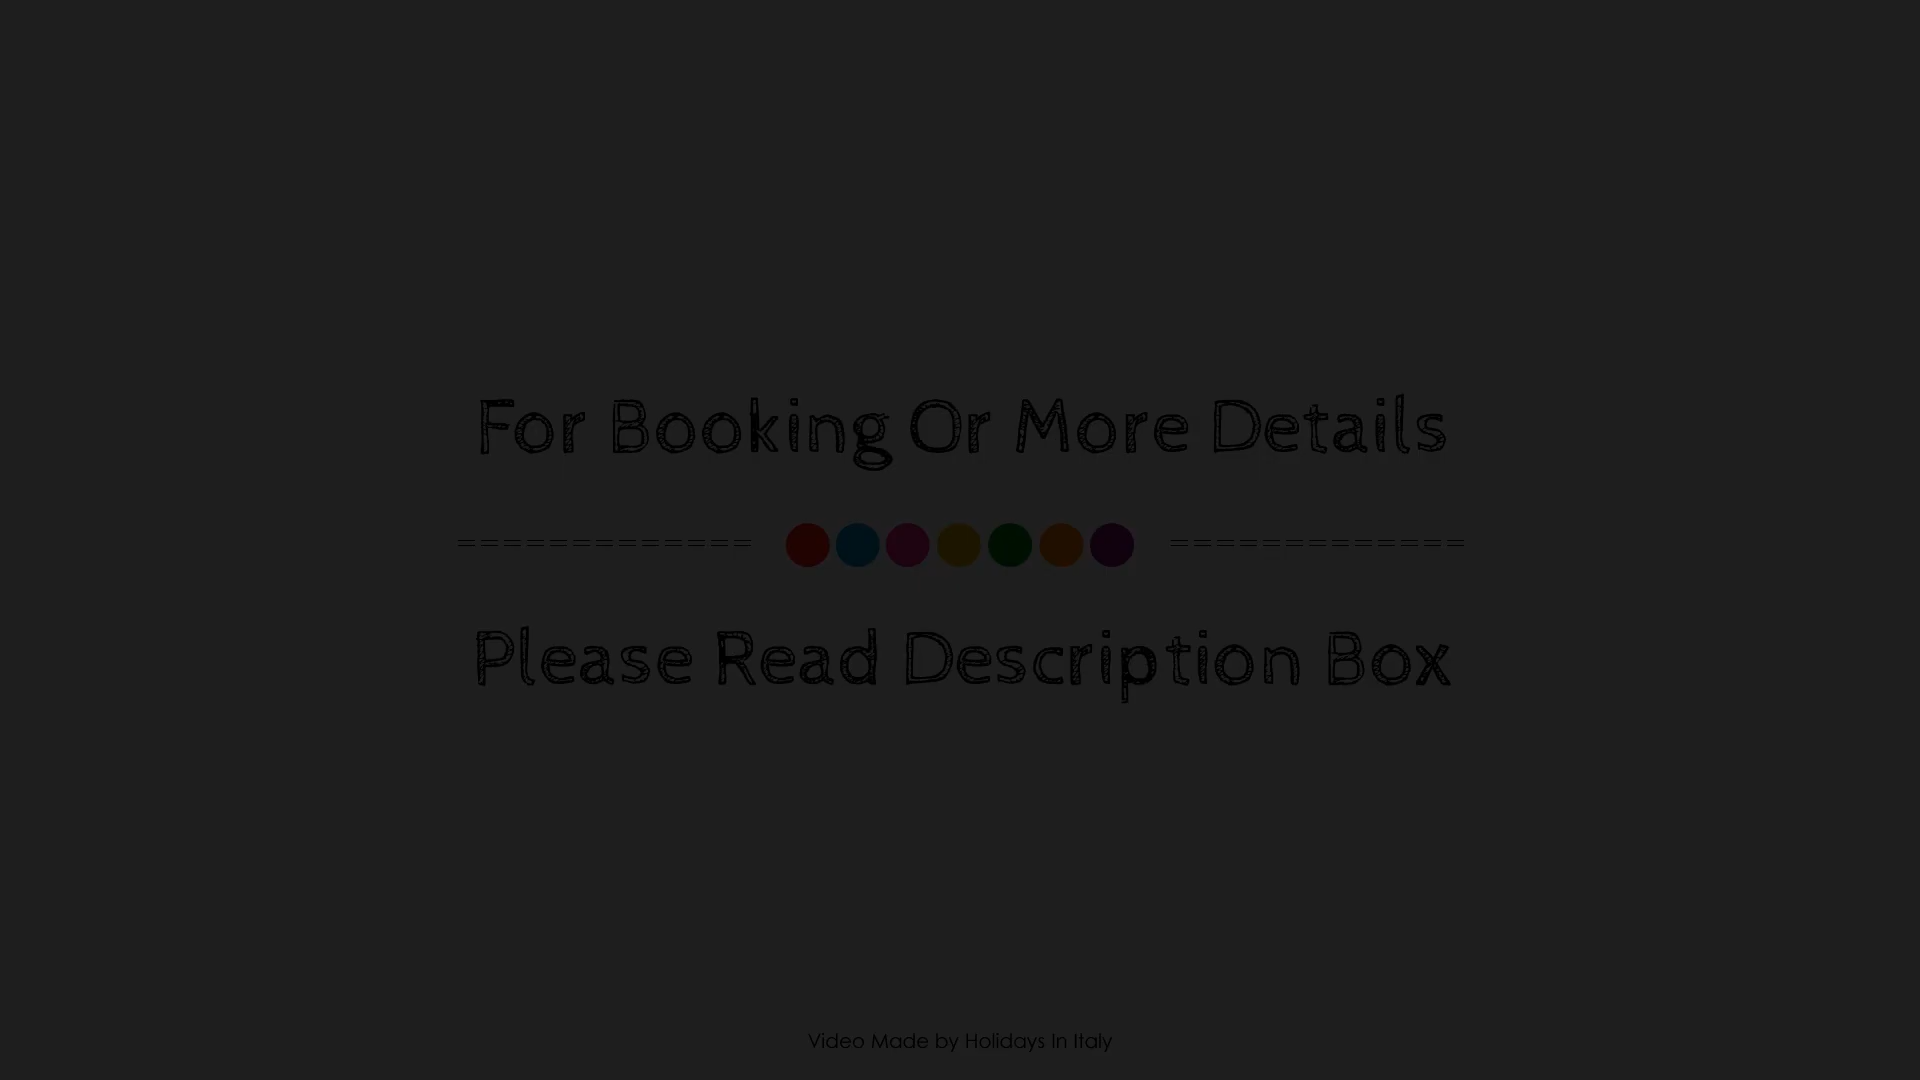 For Booking Or More Details
============= =============
Please Read Description Box
Video Made by Holidays In Italy